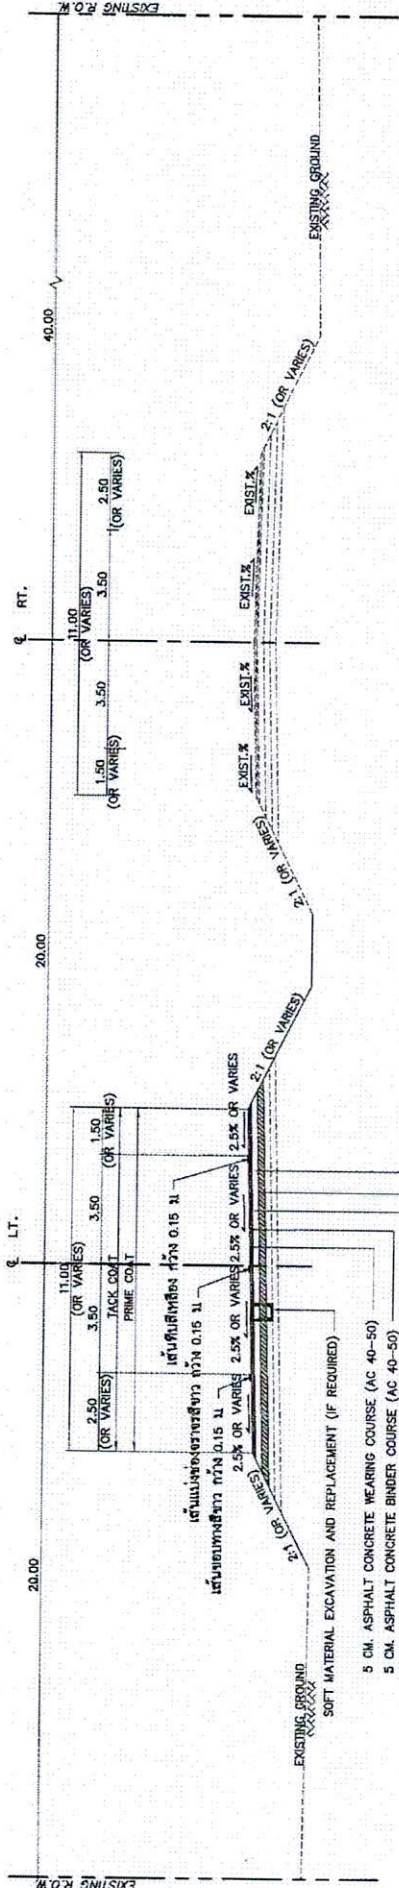 EXISTING R.O.W.
20.00
20.00
40.00
EXISTING R.O.W.
℄ LT.
℄ RT.
11.00
(OR VARIES)
2.50
(OR VARIES)
3.50
3.50
1.50
(OR VARIES)
TACK COAT
PRIME COAT
11.00
(OR VARIES)
1.50
(OR VARIES)
3.50
3.50
2.50
(OR VARIES)
เส้นทึบสีเหลือง กว้าง 0.15 ม
เส้นแบ่งช่องจราจรสีขาว กว้าง 0.15 ม
เส้นขอบทางสีขาว กว้าง 0.15 ม
2.5% OR VARIES
2.5% OR VARIES
2.5% OR VARIES
2.5% OR VARIES
EXIST.%
EXIST.%
EXIST.%
EXIST.%
2:1 (OR VARIES)
2:1 (OR VARIES)
2:1 (OR VARIES)
2:1 (OR VARIES)
EXISTING GROUND
EXISTING GROUND
SOFT MATERIAL EXCAVATION AND REPLACEMENT (IF REQUIRED)
5 CM. ASPHALT CONCRETE WEARING COURSE (AC 40-50)
5 CM. ASPHALT CONCRETE BINDER COURSE (AC 40-50)